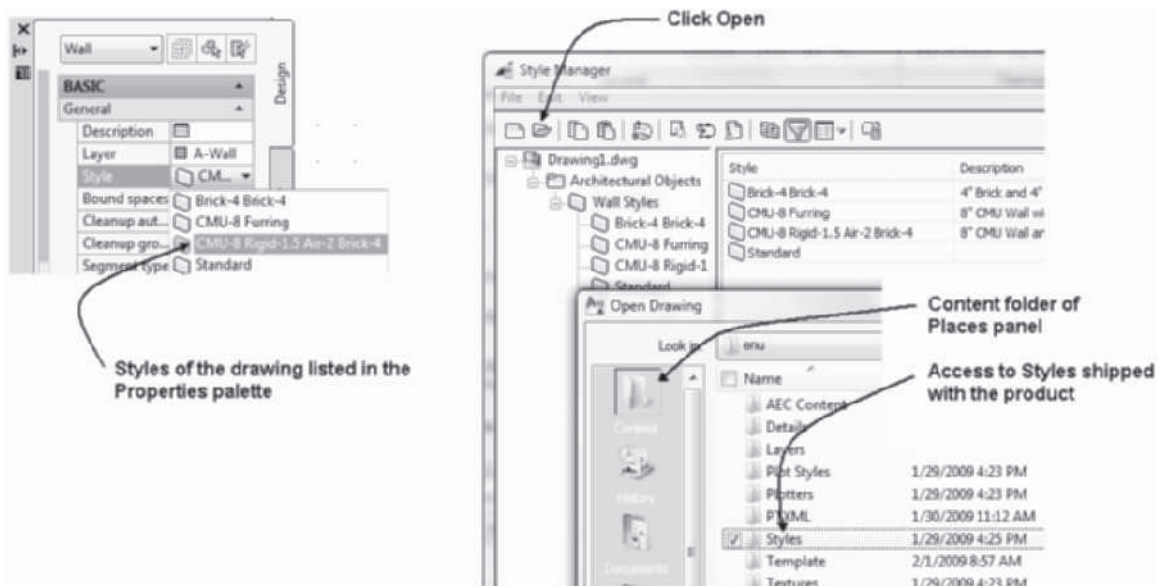 Click Open
Wall
Design
BASIC
General
Description
Layer A-Wall
Style CM...
Bound spaces Brick-4 Brick-4
Cleanup aut... CMU-8 Furring
Cleanup gro... CMU-8 Rigid-1.5 Air-2 Brick-4
Segment type Standard
Styles of the drawing listed in the
Properties palette
Style Manager
File Edit View
Drawing1.dwg
Architectural Objects
Wall Styles
Brick-4 Brick-4
CMU-8 Furring
CMU-8 Rigid-1
Standard
Style Description
Brick-4 Brick-4 4" Brick and 4"
CMU-8 Furring 8" CMU Wall wi
CMU-8 Rigid-1.5 Air-2 Brick-4 8" CMU Wall an
Standard
Open Drawing
Look in: enu
Content
History
Documents
Name
AEC Content
Details
Layers
Plot Styles 1/29/2009 4:23 PM
Plotters 1/29/2009 4:23 PM
PTXML 1/30/2009 11:12 AM
Styles 1/29/2009 4:25 PM
Template 2/1/2009 8:57 AM
Textures 1/29/2009 4:23 PM
Content folder of
Places panel
Access to Styles shipped
with the product